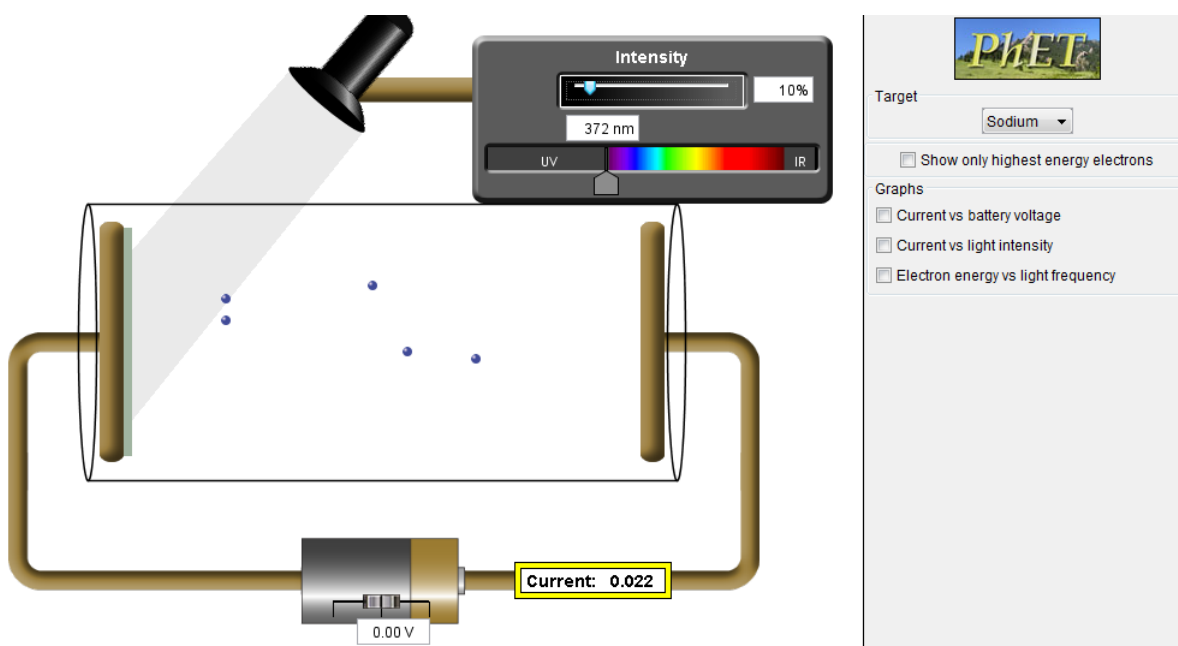 Intensity
10%
372 nm
UV
IR
Current: 0.022
0.00 V
PhET
Target
Sodium
Show only highest energy electrons
Graphs
Current vs battery voltage
Current vs light intensity
Electron energy vs light frequency